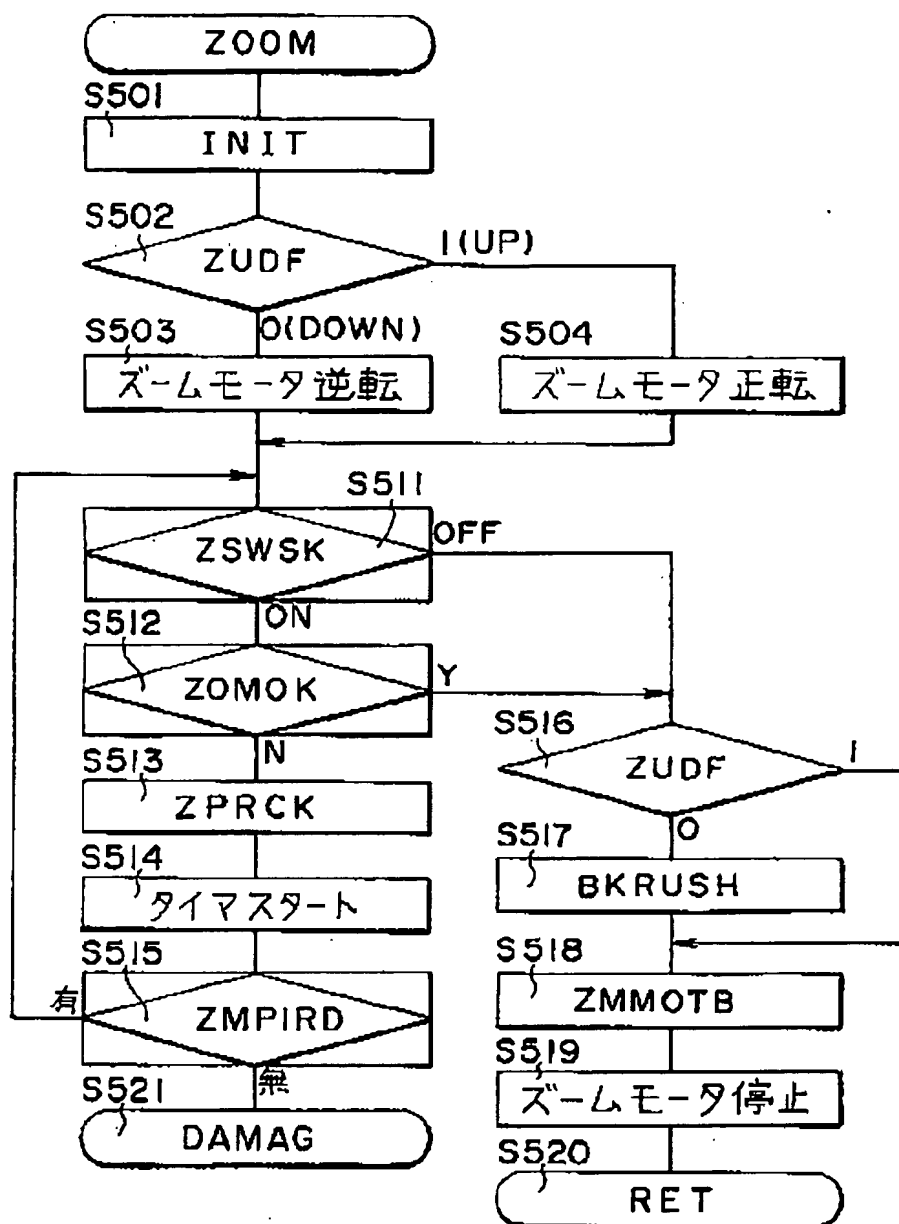 ZOOM
S501
INIT
S502
ZUDF
1(UP)
0(DOWN)
S503
ズームモータ逆転
S504
ズームモータ正転
S511
ZSWSK
OFF
ON
S512
ZOMOK
Y
N
S513
ZPRCK
S514
タイマスタート
S515
ZMPIRD
有
無
S521
DAMAG
S516
ZUDF
1
0
S517
BKRUSH
S518
ZMMOTB
S519
ズームモータ停止
S520
RET